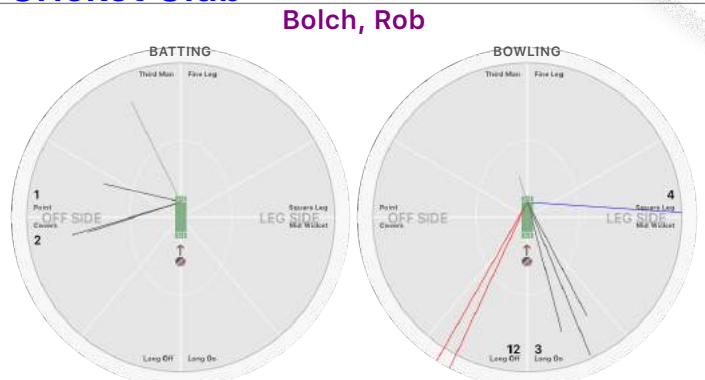 Cricket Club
Bolch, Rob
BATTING
BOWLING
Third Man Fine Leg
Third Man Fine Leg
1
4
Point
Square Leg
Point
Square Leg
OFF SIDE
LEG SIDE
OFF SIDE
LEG SIDE
Covers
Mid Wicket
Covers
Mid Wicket
2
12 3
Long Off Long On
Long Off Long On